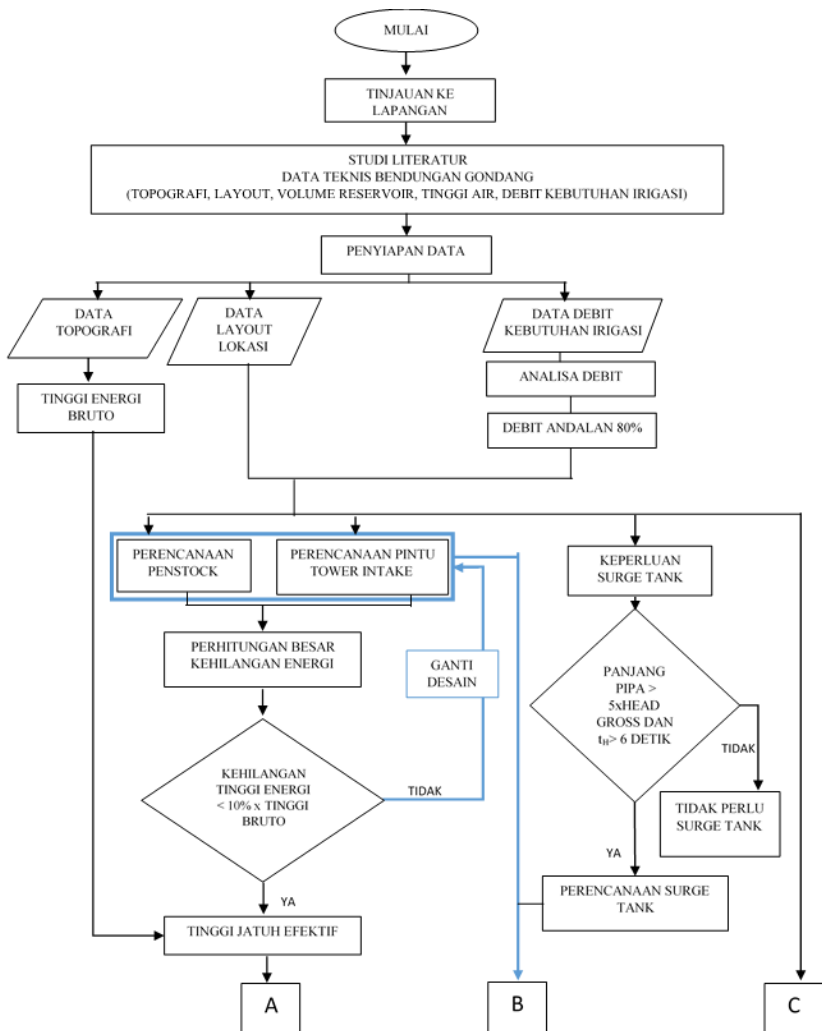 MULAI
TINJAUAN KE
LAPANGAN
STUDI LITERATUR
DATA TEKNIS BENDUNGAN GONDANG
(TOPOGRAFI, LAYOUT, VOLUME RESERVOIR, TINGGI AIR, DEBIT KEBUTUHAN IRIGASI)
PENYIAPAN DATA
DATA
TOPOGRAFI
DATA
LAYOUT
LOKASI
DATA DEBIT
KEBUTUHAN IRIGASI
TINGGI ENERGI
BRUTO
ANALISA DEBIT
DEBIT ANDALAN 80%
PERENCANAAN
PENSTOCK
PERENCANAAN PINTU
TOWER INTAKE
KEPERLUAN
SURGE TANK
PERHITUNGAN BESAR
KEHILANGAN ENERGI
GANTI
DESAIN
PANJANG
PIPA >
5xHEAD
GROSS DAN
tH> 6 DETIK
TIDAK
KEHILANGAN
TINGGI ENERGI
< 10% x TINGGI
BRUTO
TIDAK
TIDAK PERLU
SURGE TANK
YA
YA
PERENCANAAN SURGE
TANK
TINGGI JATUH EFEKTIF
A
B
C